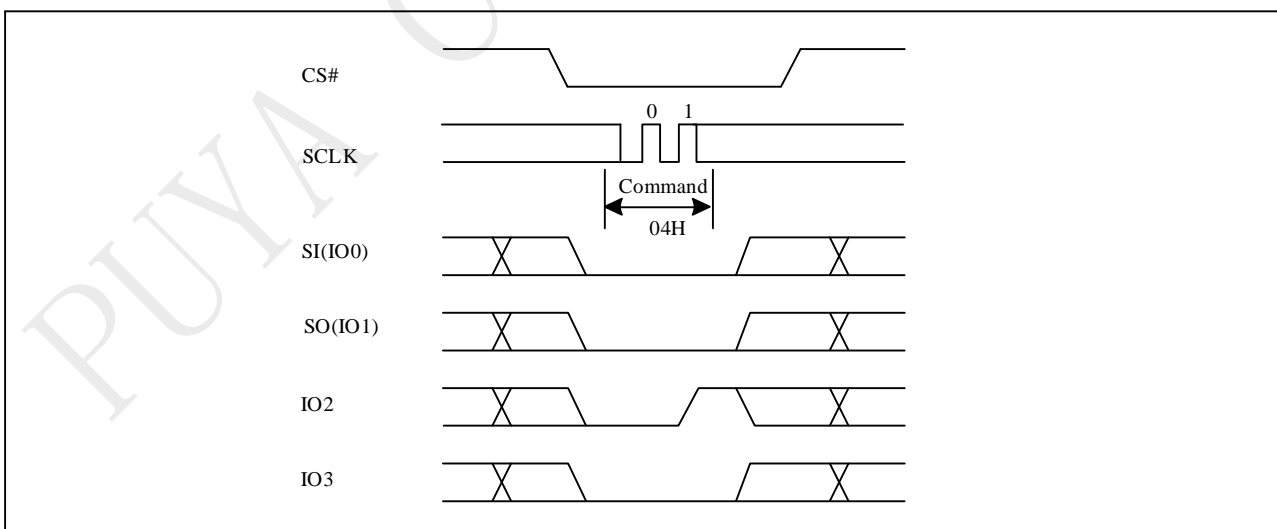 PUYA
CS#
0 1
SCLK
Command
04H
SI(IO0)
SO(IO1)
IO2
IO3